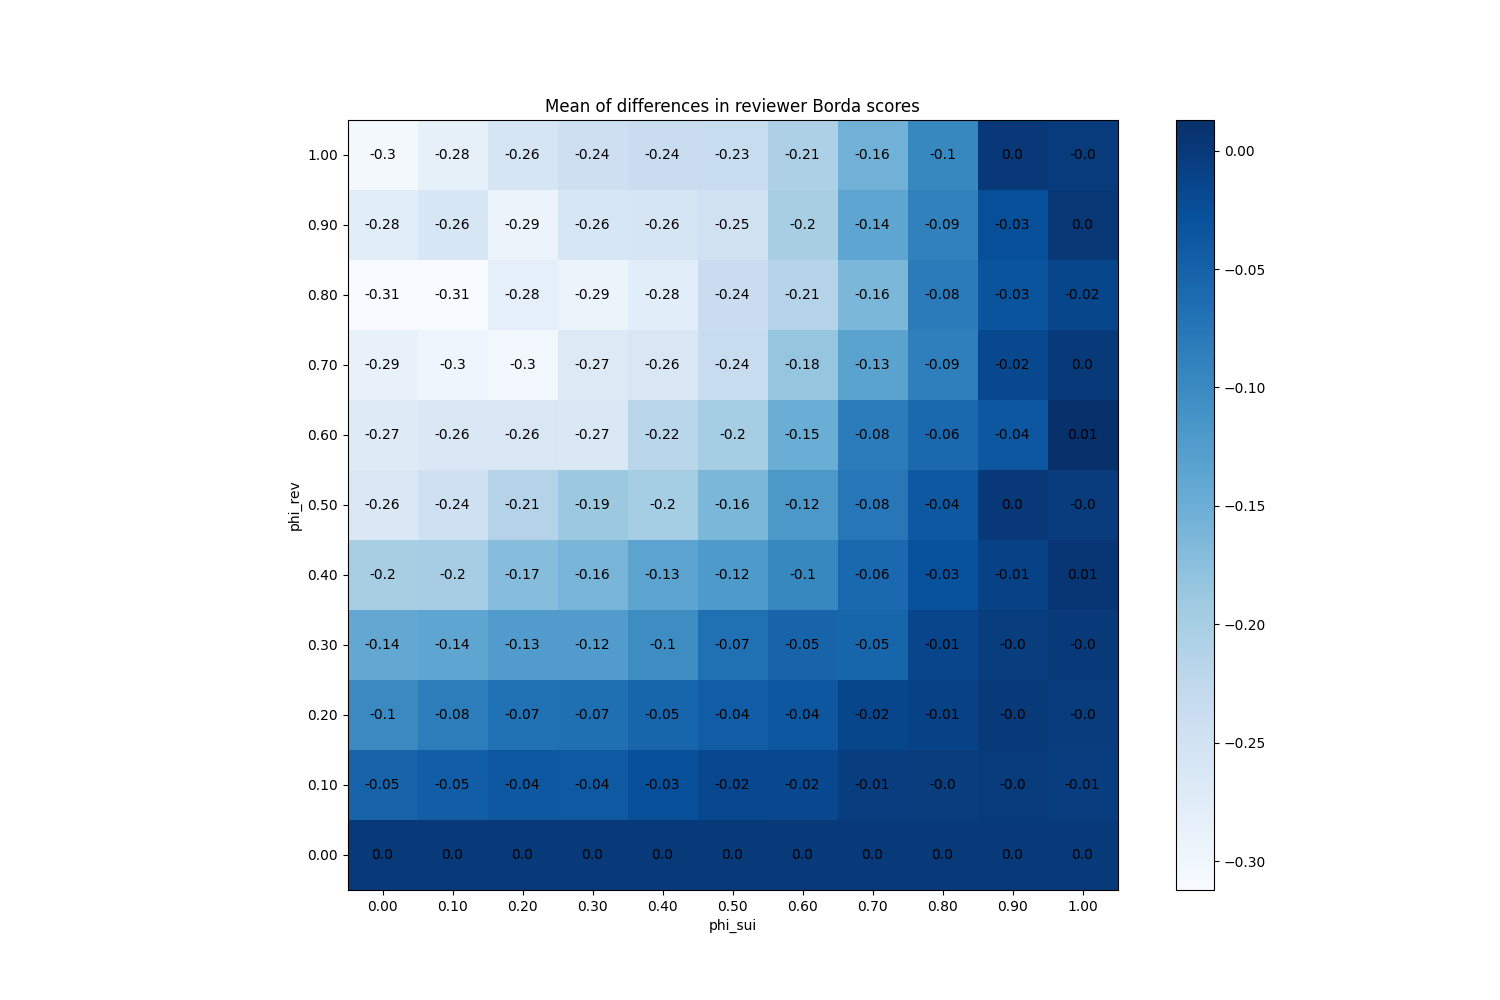 Mean of differences in reviewer Borda scores
1.00 -0.3 -0.28 -0.26 -0.24 -0.24 -0.23 -0.21 -0.16 -0.1 0.0 -0.0
0.90 -0.28 -0.26 -0.29 -0.26 -0.26 -0.25 -0.2 -0.14 -0.09 -0.03 0.0
0.80 -0.31 -0.31 -0.28 -0.29 -0.28 -0.24 -0.21 -0.16 -0.08 -0.03 -0.02
0.70 -0.29 -0.3 -0.3 -0.27 -0.26 -0.24 -0.18 -0.13 -0.09 -0.02 0.0
0.60 -0.27 -0.26 -0.26 -0.27 -0.22 -0.2 -0.15 -0.08 -0.06 -0.04 0.01
0.50 -0.26 -0.24 -0.21 -0.19 -0.2 -0.16 -0.12 -0.08 -0.04 0.0 -0.0
0.40 -0.2 -0.2 -0.17 -0.16 -0.13 -0.12 -0.1 -0.06 -0.03 -0.01 0.01
0.30 -0.14 -0.14 -0.13 -0.12 -0.1 -0.07 -0.05 -0.05 -0.01 -0.0 -0.0
0.20 -0.1 -0.08 -0.07 -0.07 -0.05 -0.04 -0.04 -0.02 -0.01 -0.0 -0.0
0.10 -0.05 -0.05 -0.04 -0.04 -0.03 -0.02 -0.02 -0.01 -0.0 -0.0 -0.01
0.00 0.0 0.0 0.0 0.0 0.0 0.0 0.0 0.0 0.0 0.0 0.0
0.00 0.10 0.20 0.30 0.40 0.50 0.60 0.70 0.80 0.90 1.00
phi_sui
phi_rev
0.00
−0.05
−0.10
−0.15
−0.20
−0.25
−0.30